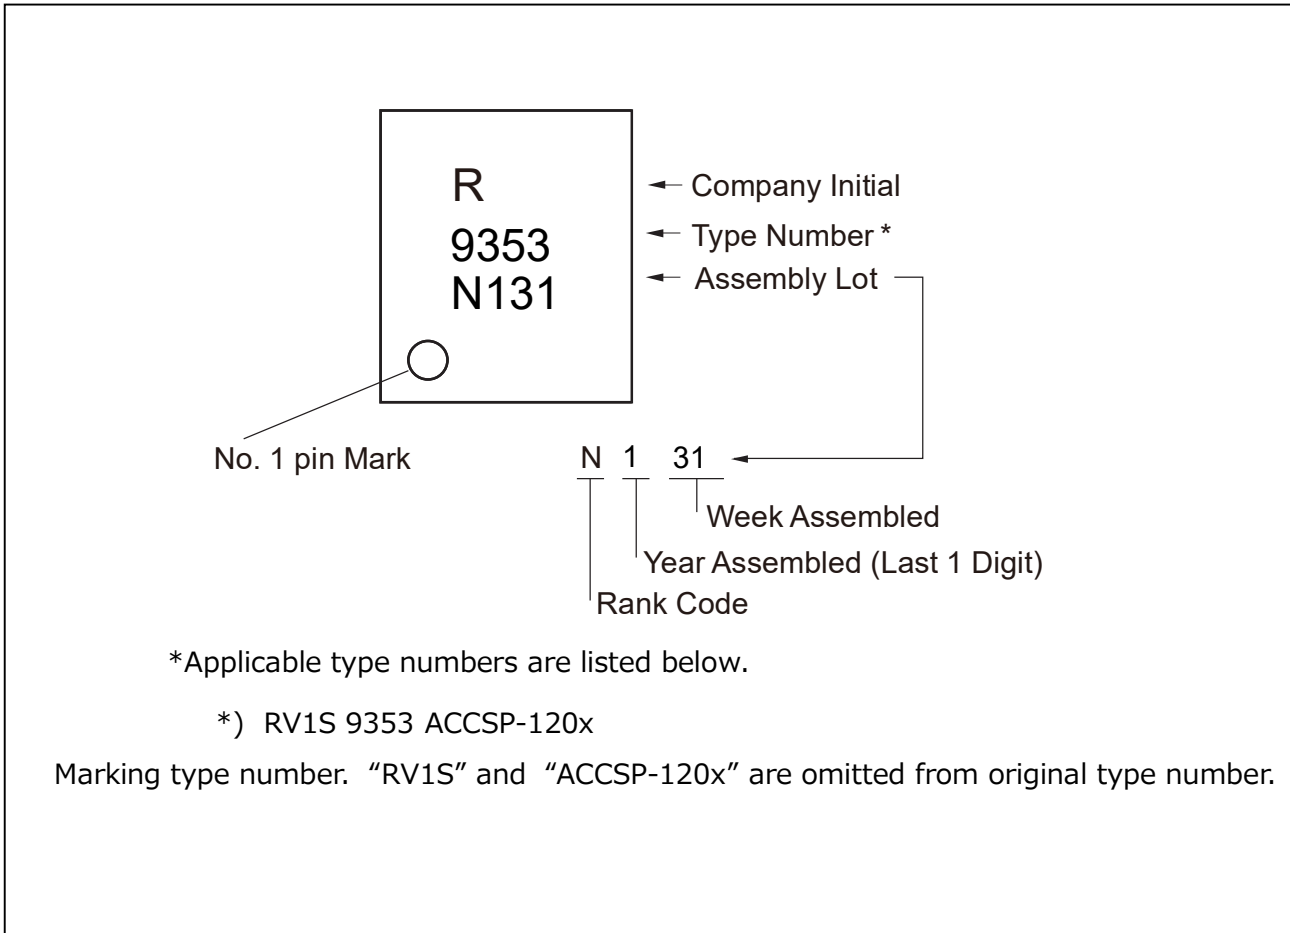 R
9353
N131
Company Initial
Type Number *
Assembly Lot
No. 1 pin Mark
N 1 31
Week Assembled
Year Assembled (Last 1 Digit)
Rank Code
*Applicable type numbers are listed below.
*) RV1S 9353 ACCSP-120x
Marking type number. “RV1S” and “ACCSP-120x” are omitted from original type number.